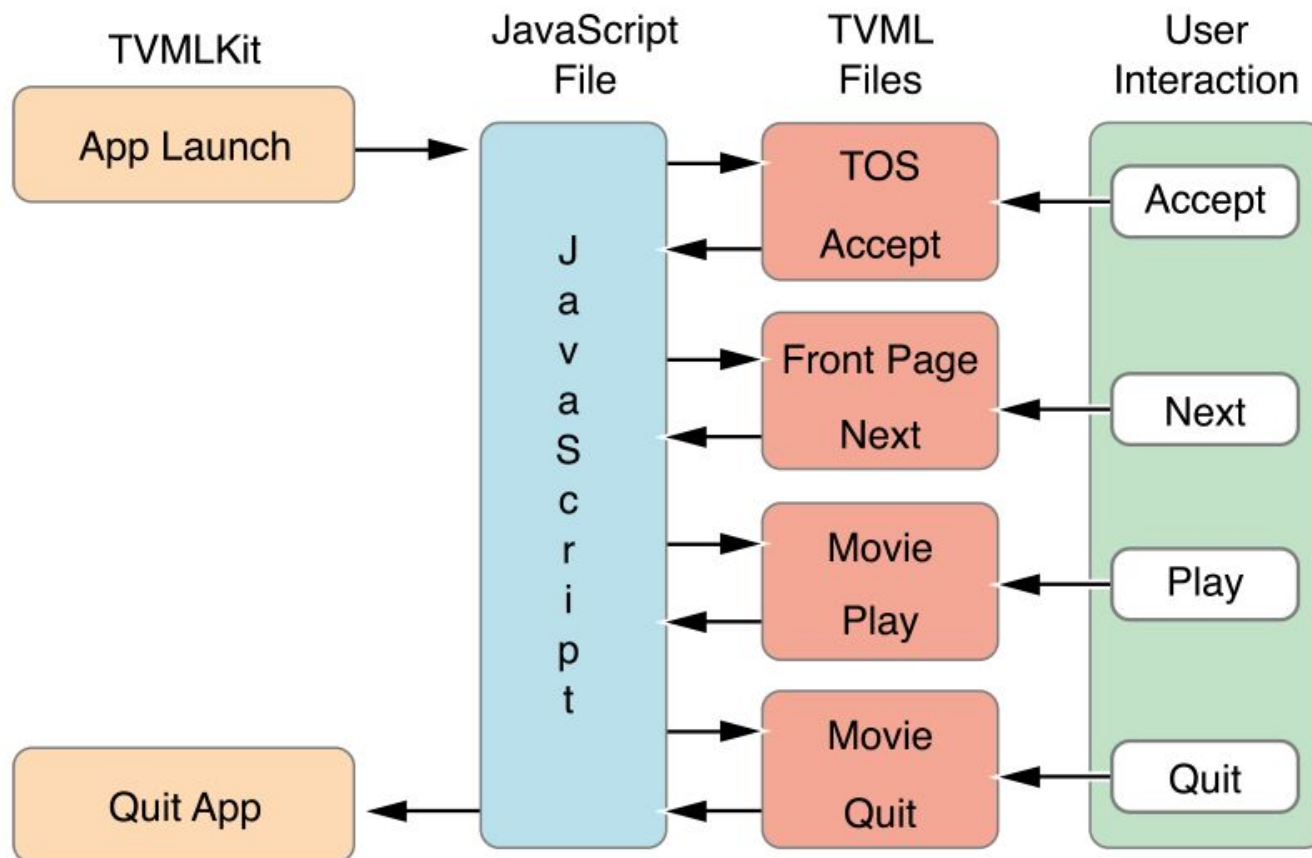 TVMLKit
JavaScript
File
TVML
Files
User
Interaction
App Launch
JavaScript
TOS
Accept
Accept
Front Page
Next
Next
Movie
Play
Play
Movie
Quit
Quit
Quit App